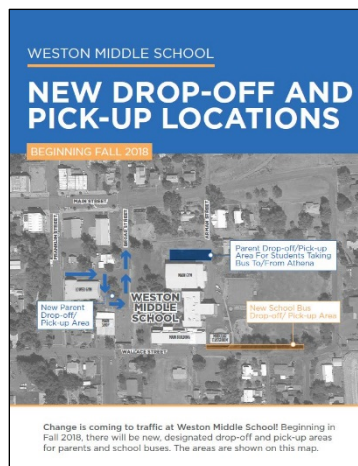 WESTON MIDDLE SCHOOL
NEW DROP-OFF AND
PICK-UP LOCATIONS
BEGINNING FALL 2018
MAIN STREET
Parent Drop-off/Pick-up
Area For Students Taking
Bus To/From Athena
New Parent
Drop-off/
Pick-up Area
WESTON
MIDDLE
SCHOOL
New School Bus
Drop-off/ Pick-up Area
WALLACE STREET
Change is coming to traffic at Weston Middle School! Beginning in
Fall 2018, there will be new, designated drop-off and pick-up areas
for parents and school buses. The areas are shown on this map.